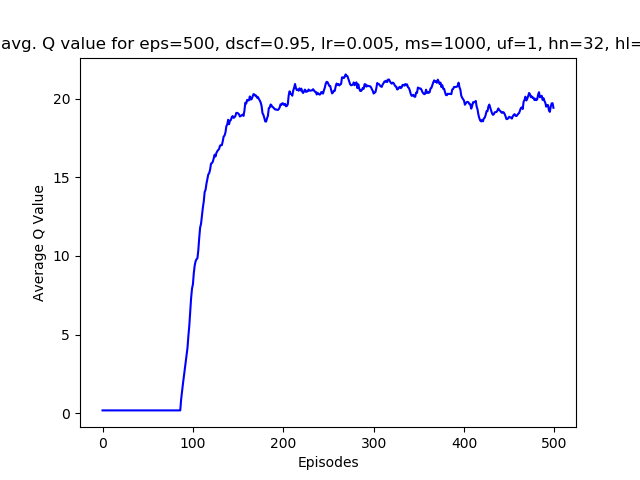 avg. Q value for eps=500, dscf=0.95, lr=0.005, ms=1000, uf=1, hn=32, hl=
20
15
10
5
0
Average Q Value
0 100 200 300 400 500
Episodes